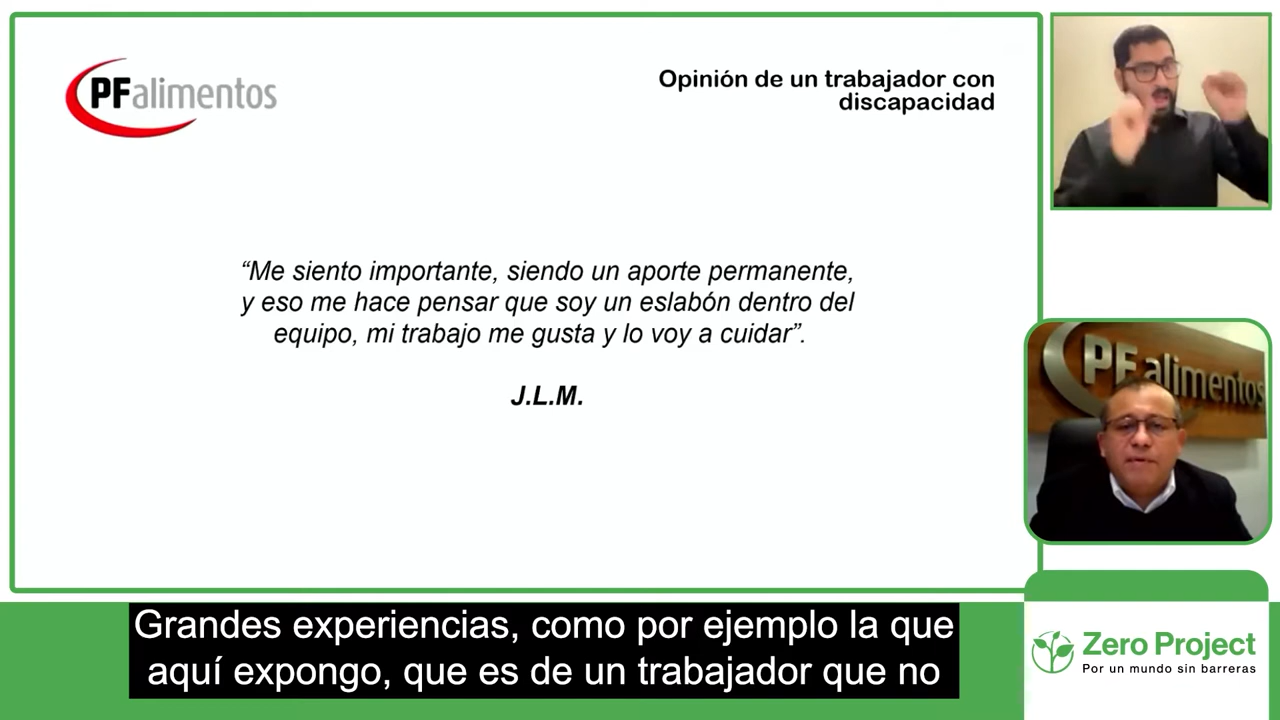 PFalimentos
Opinión de un trabajador con
discapacidad
“Me siento importante, siendo un aporte permanente,
y eso me hace pensar que soy un eslabón dentro del
equipo, mi trabajo me gusta y lo voy a cuidar”.
J.L.M.
PFalimentos
Grandes experiencias, como por ejemplo la que
aquí expongo, que es de un trabajador que no
Zero Project
Por un mundo sin barreras